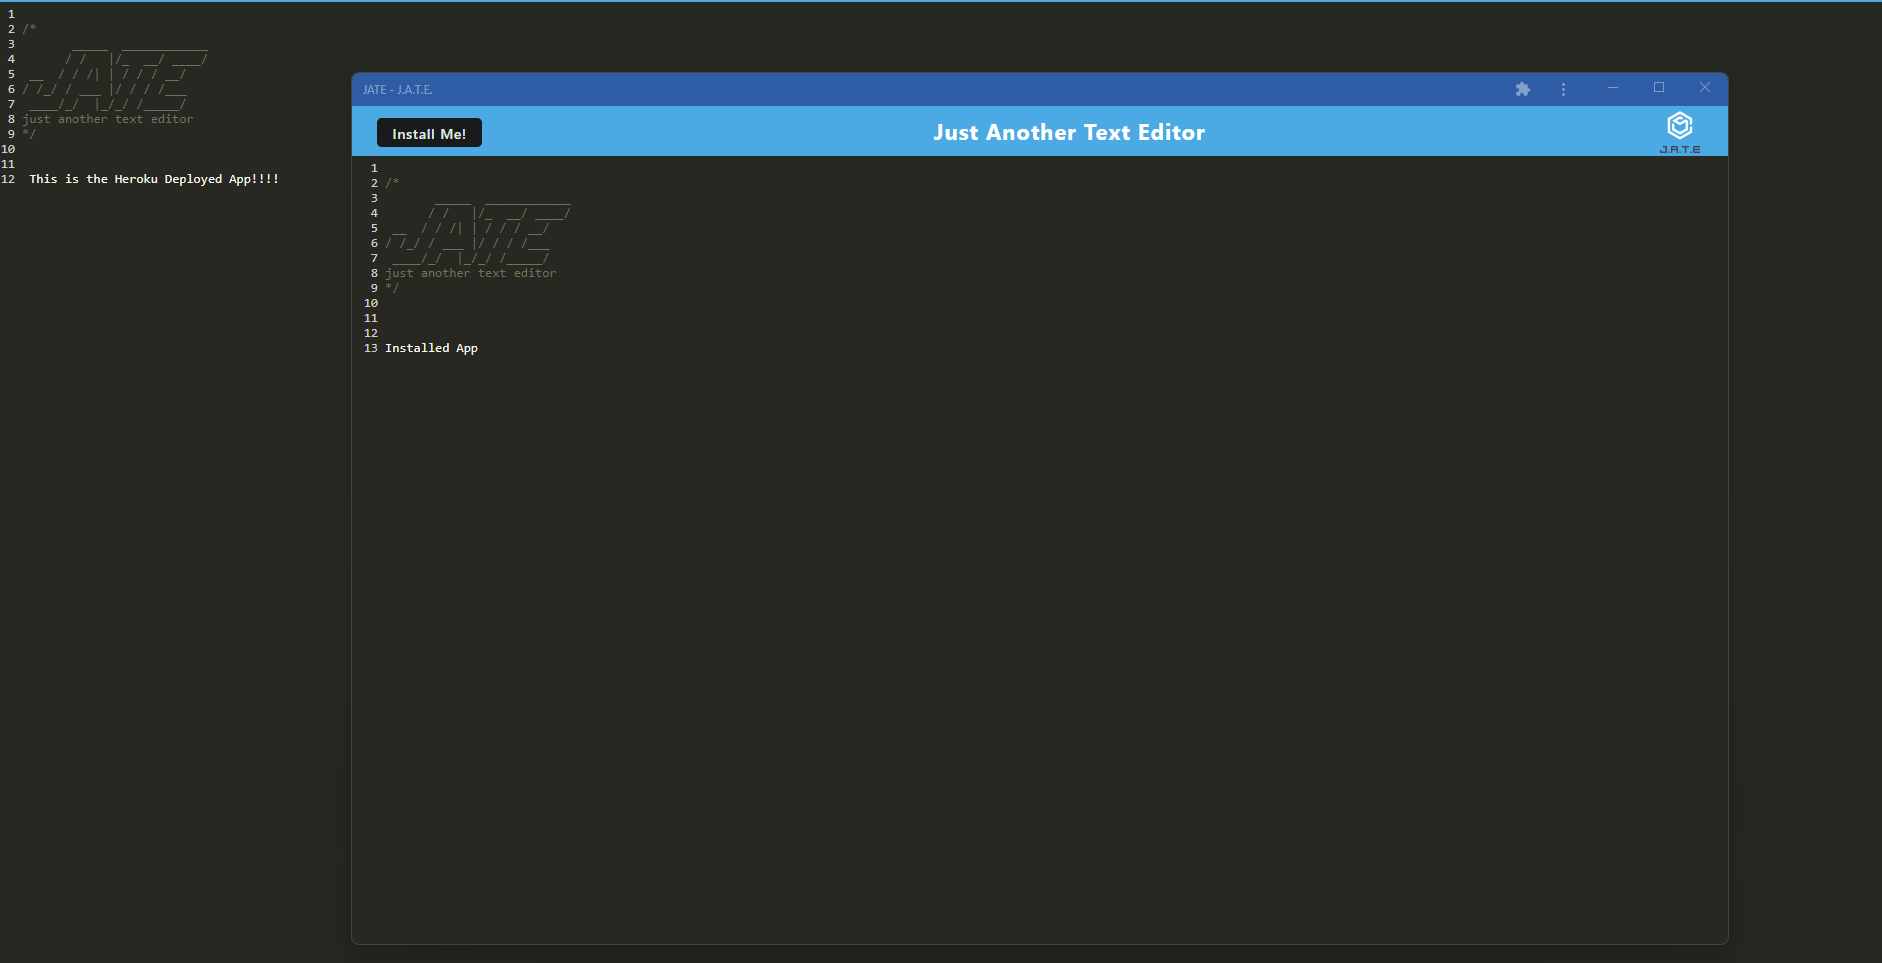 1
2 /*
3        _____  ____________
4       / /   |/_  __/ ____/
5  __  / / /| | / / / __/
6 / /_/ / ___ |/ / / /___
7  ____/_/  |_/_/ /_____/
8 just another text editor
9 */
10
11
12  This is the Heroku Deployed App!!!!
JATE - J.A.T.E.
Install Me!
Just Another Text Editor
J.A.T.E
1
2 /*
3        _____  ____________
4       / /   |/_  __/ ____/
5  __  / / /| | / / / __/
6 / /_/ / ___ |/ / / /___
7  ____/_/  |_/_/ /_____/
8 just another text editor
9 */
10
11
12
13 Installed App